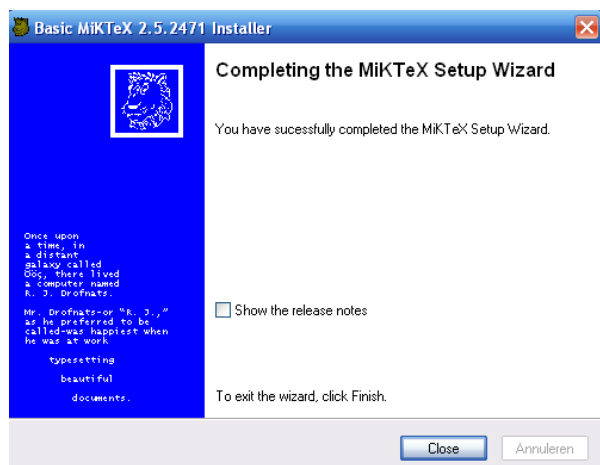 Basic MiKTeX 2.5.2471 Installer
Completing the MiKTeX Setup Wizard
You have sucessfully completed the MiKTeX Setup Wizard.
Once upon
a time, in
a distant
galaxy called
Ööç, there lived
a computer named
R. J. Drofnats.
Mr. Drofnats-or “R. J.,”
as he preferred to be
called-was happiest when
he was at work
typesetting
beautiful
documents.
Show the release notes
To exit the wizard, click Finish.
Close
Annuleren